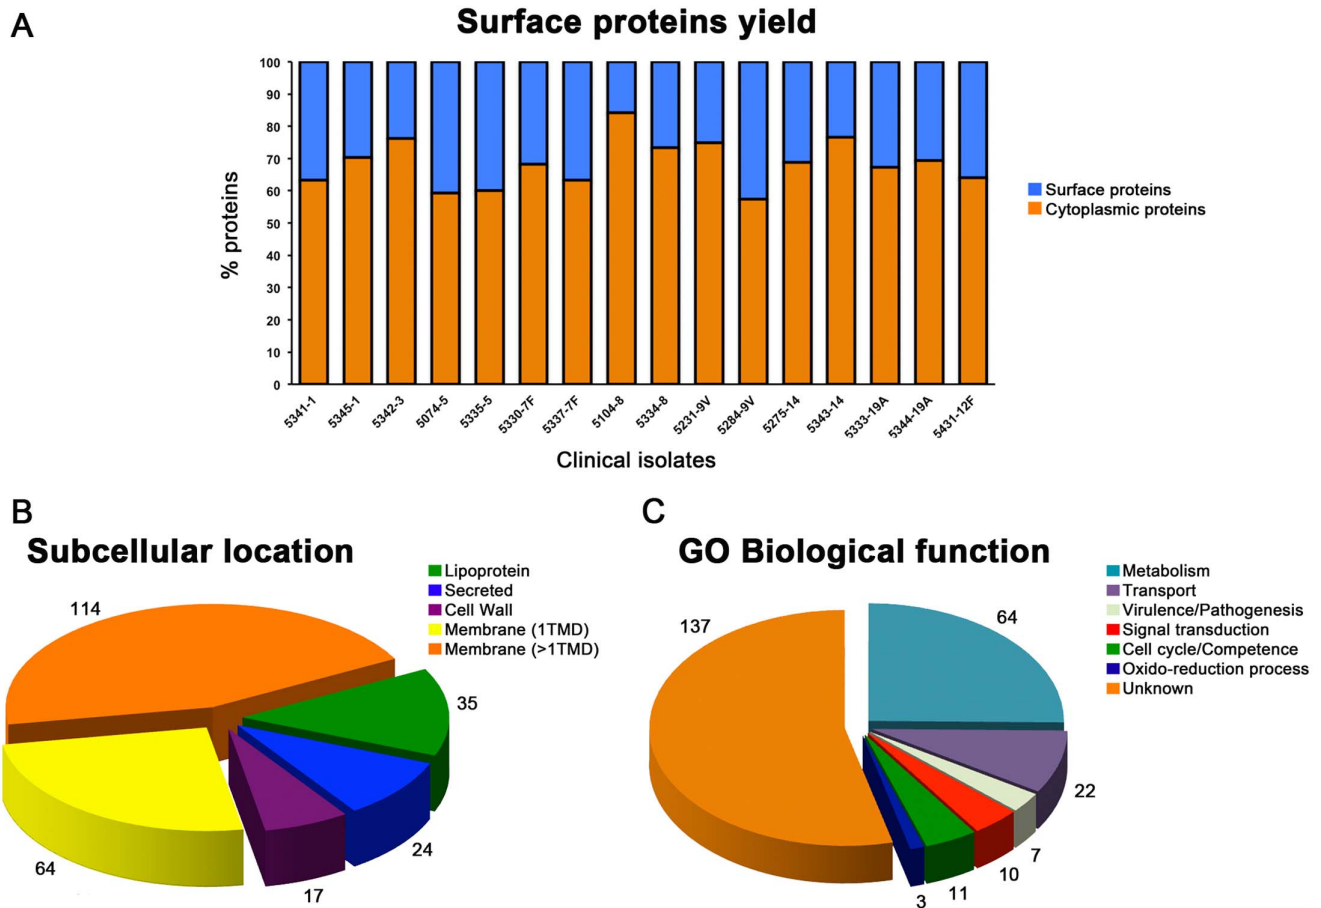 A
Surface proteins yield
100
90
80
70
60
50
40
30
20
10
0
% proteins
5341-1
5345-1
5342-3
5074-5
5335-5
5330-7F
5337-7F
5104-8
5334-8
5231-9V
5284-9V
5275-14
5343-14
5333-19A
5344-19A
5431-12F
Clinical isolates
Surface proteins
Cytoplasmic proteins
B
Subcellular location
Lipoprotein
Secreted
Cell Wall
Membrane (1TMD)
Membrane (>1TMD)
114
35
24
17
64
C
GO Biological function
Metabolism
Transport
Virulence/Pathogenesis
Signal transduction
Cell cycle/Competence
Oxido-reduction process
Unknown
137
64
22
7
10
11
3